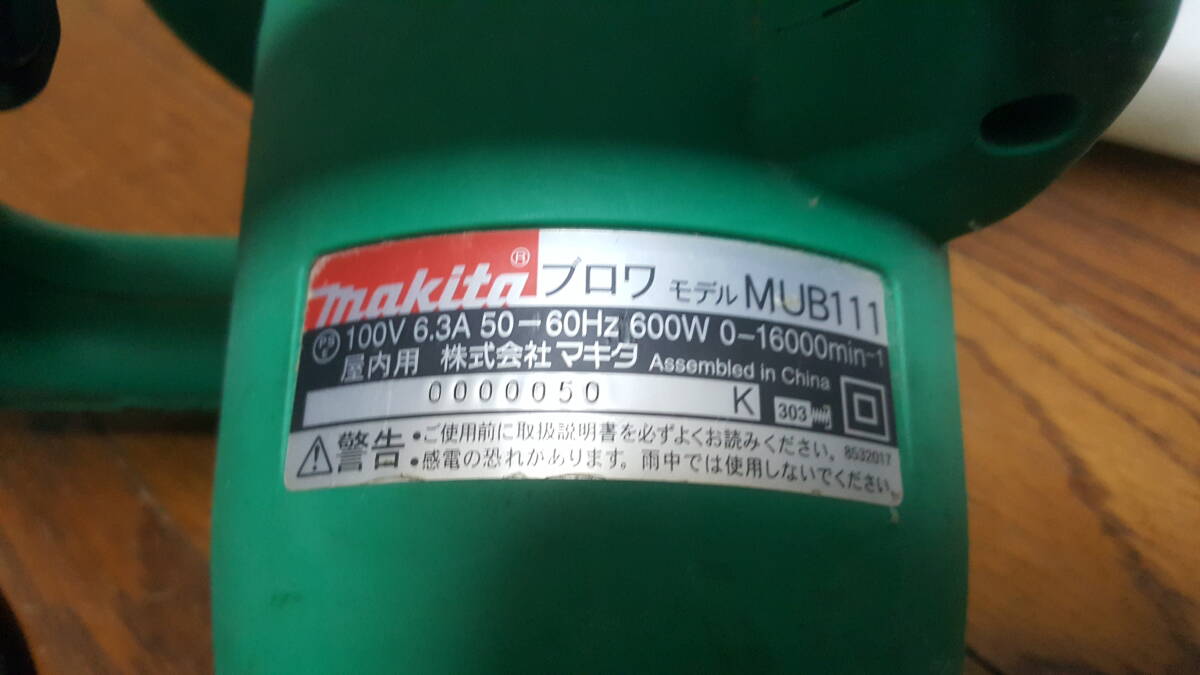 makita® ブロワ モデル MUB111
PS E 100V 6.3A 50-60Hz 600W 0-16000min-1
屋内用 株式会社マキタ Assembled in China
0000050 K 303
警告 •ご使用前に取扱説明書を必ずよくお読みください。 8532017
•感電の恐れがあります。雨中では使用しないでください。